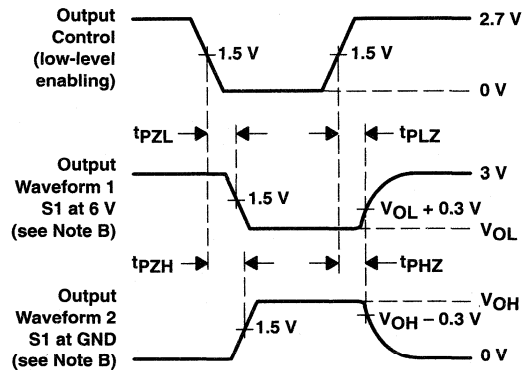 Output
Control
(low-level
enabling)
2.7 V
1.5 V
1.5 V
0 V
tPZL
tPLZ
Output
Waveform 1
S1 at 6 V
(see Note B)
3 V
1.5 V
VOL + 0.3 V
VOL
tPZH
tPHZ
Output
Waveform 2
S1 at GND
(see Note B)
VOH
1.5 V
VOH – 0.3 V
0 V